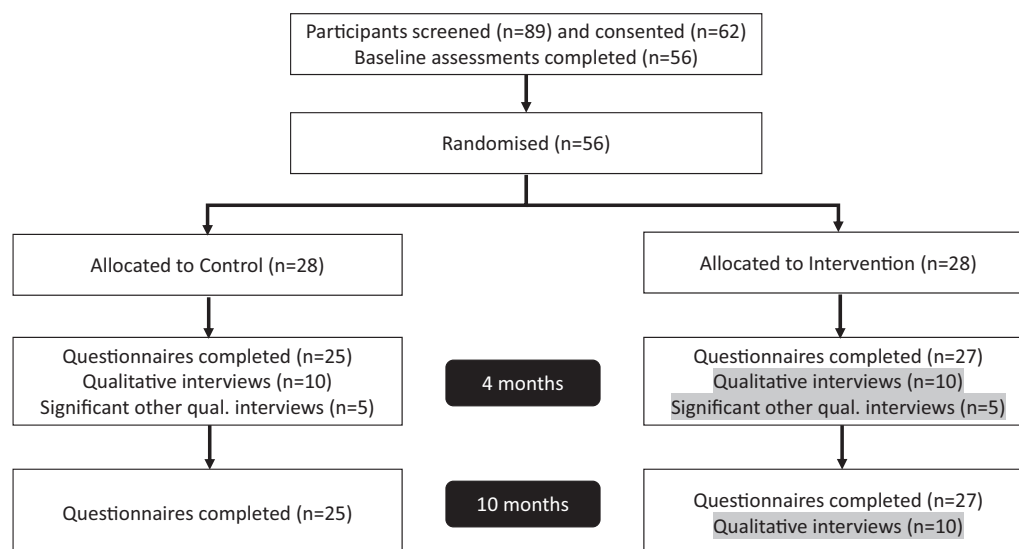 Participants screened (n=89) and consented (n=62)
Baseline assessments completed (n=56)
Randomised (n=56)
Allocated to Control (n=28)
Allocated to Intervention (n=28)
Questionnaires completed (n=25)
Qualitative interviews (n=10)
Significant other qual. interviews (n=5)
4 months
Questionnaires completed (n=27)
Qualitative interviews (n=10)
Significant other qual. interviews (n=5)
Questionnaires completed (n=25)
10 months
Questionnaires completed (n=27)
Qualitative interviews (n=10)